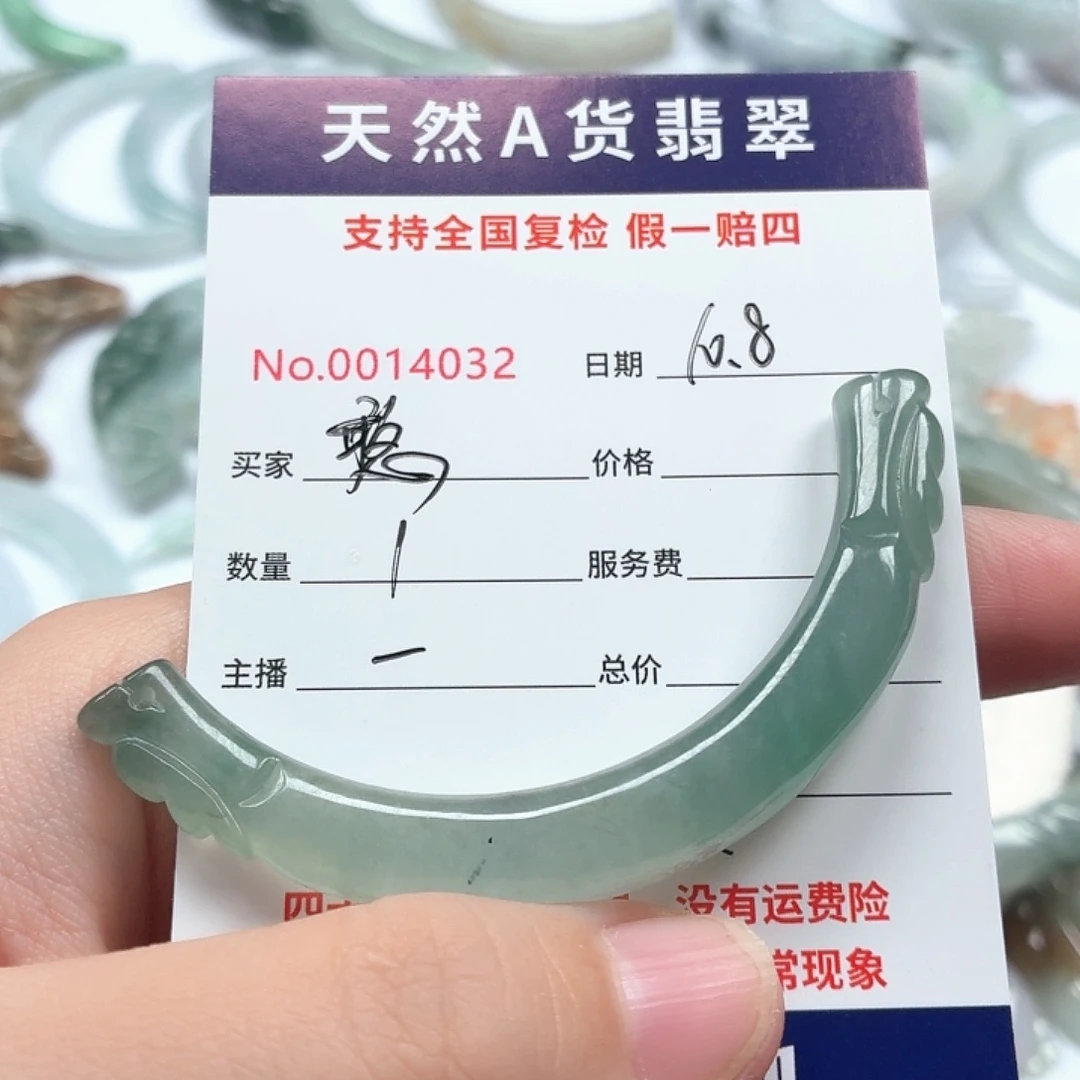 天然A货翡翠
支持全国复检 假一赔四
No.0014032 日期 10.8
买家 价格
数量 1 服务费
主播 一 总价
没有运费险
常现象